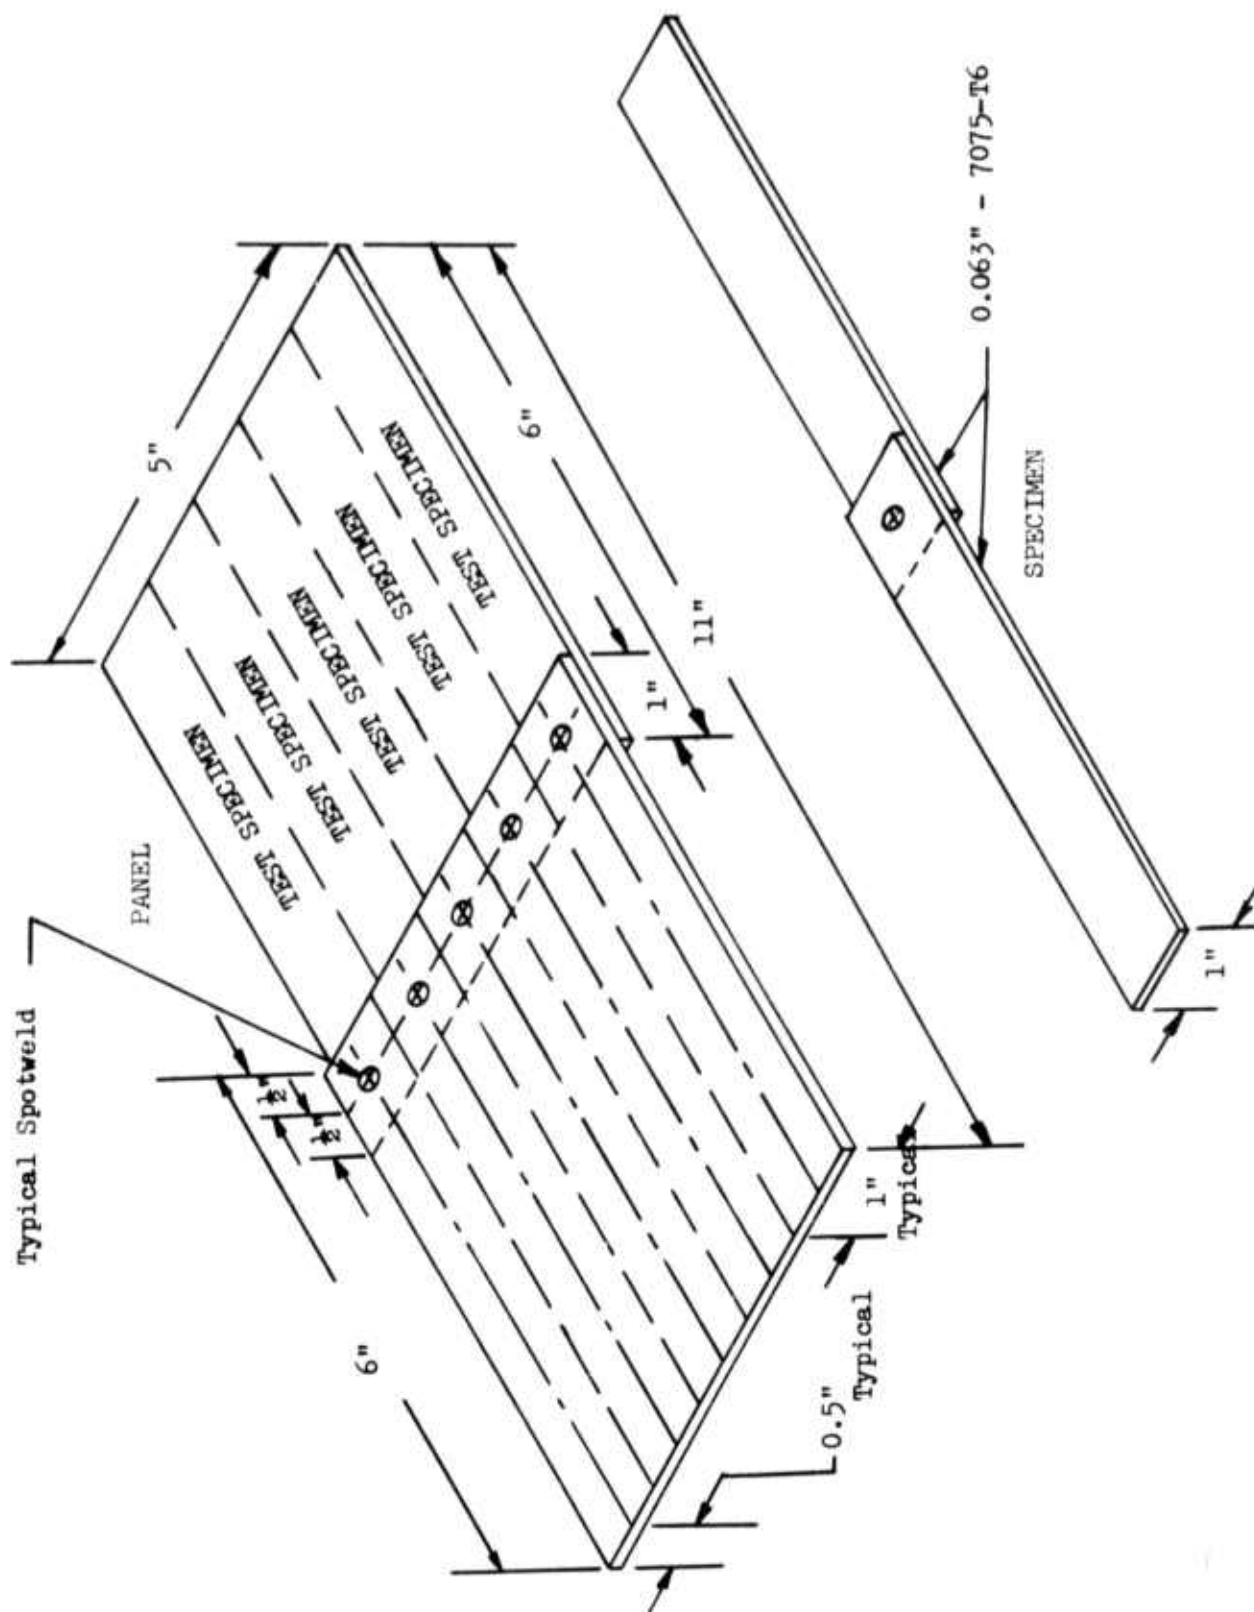 Typical Spotweld
PANEL
5"
TEST SPECIMEN
TEST SPECIMEN
TEST SPECIMEN
TEST SPECIMEN
TEST SPECIMEN
6"
1"
11"
1/2"
1/2"
6"
0.5"
Typical
1"
Typical
0.063" - 7075-T6
SPECIMEN
1"